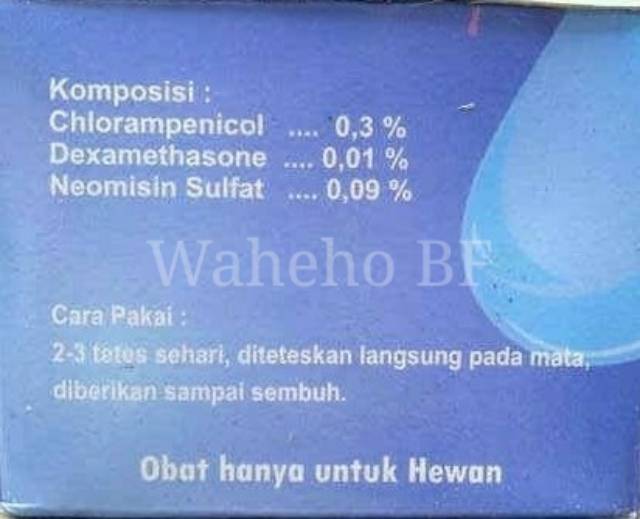 Komposisi :
Chlorampenicol .... 0,3 %
Dexamethasone .... 0,01 %
Neomisin Sulfat .... 0,09 %
Waheho BF
Cara Pakai :
2-3 tetes sehari, diteteskan langsung pada mata,
diberikan sampai sembuh.
Obat hanya untuk Hewan